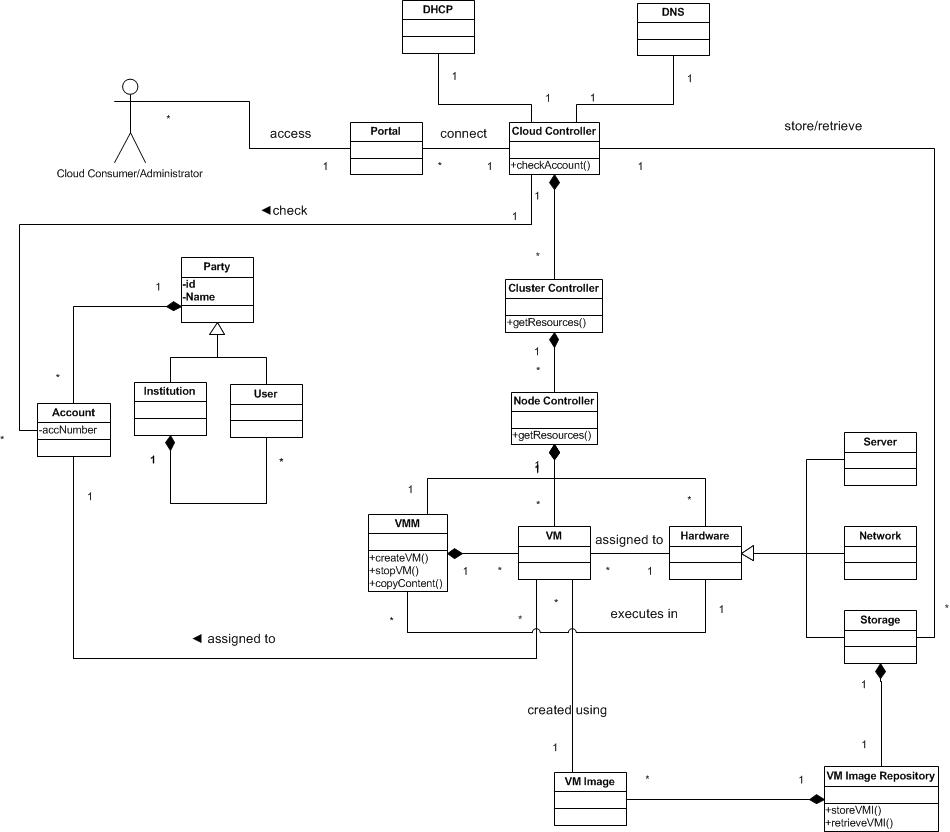 DHCP
DNS
1
1
1
1
*
access
Portal
connect
Cloud Controller
store/retrieve
+checkAccount()
Cloud Consumer/Administrator
1
*
1
1
1
◄check
1
*
Party
-id
-Name
1
Cluster Controller
+getResources()
1
*
*
Institution
User
Node Controller
Account
-accNumber
+getResources()
*
1
*
1
Server
1
1
*
*
VMM
VM
assigned to
Hardware
Network
+createVM()
+stopVM()
+copyContent()
1
*
*
1
*
*
*
executes in
1
*
Storage
◄ assigned to
1
created using
1
1
VM Image
*
1
VM Image Repository
+storeVMI()
+retrieveVMI()